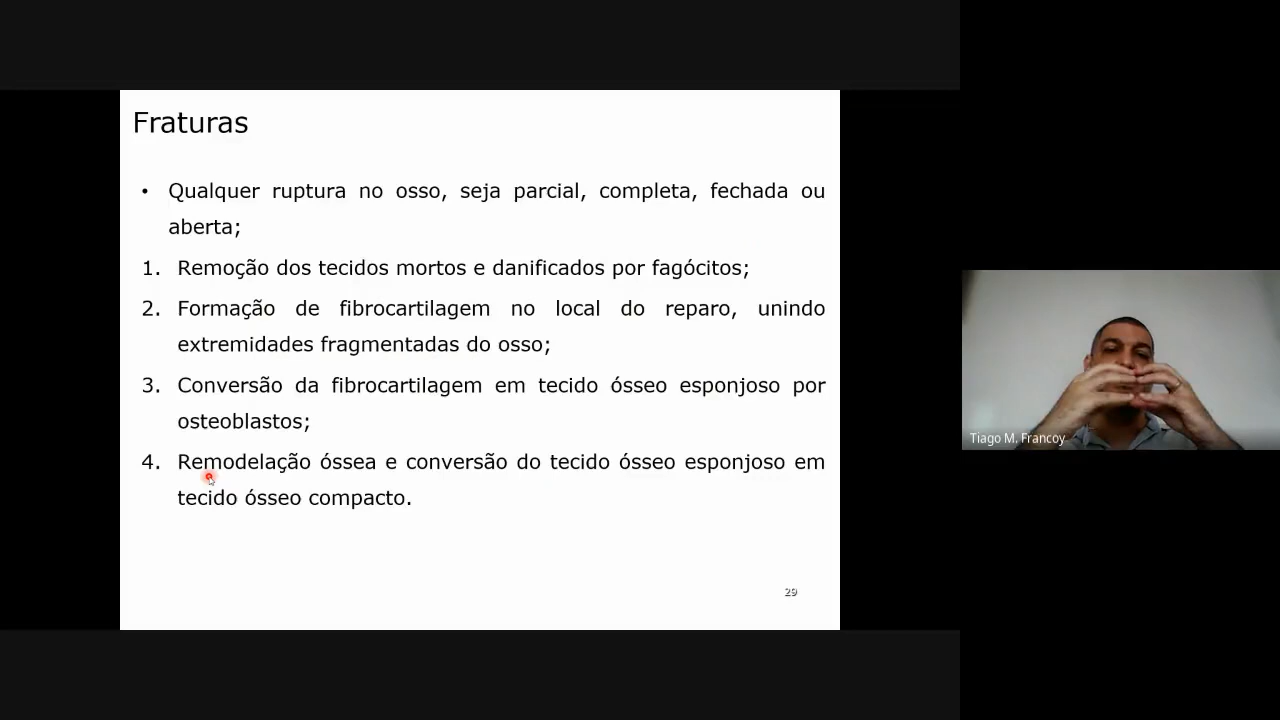 Fraturas
• Qualquer ruptura no osso, seja parcial, completa, fechada ou
aberta;
1. Remoção dos tecidos mortos e danificados por fagócitos;
2. Formação de fibrocartilagem no local do reparo, unindo
extremidades fragmentadas do osso;
3. Conversão da fibrocartilagem em tecido ósseo esponjoso por
osteoblastos;
4. Remodelação óssea e conversão do tecido ósseo esponjoso em
tecido ósseo compacto.
29
Tiago M. Francoy